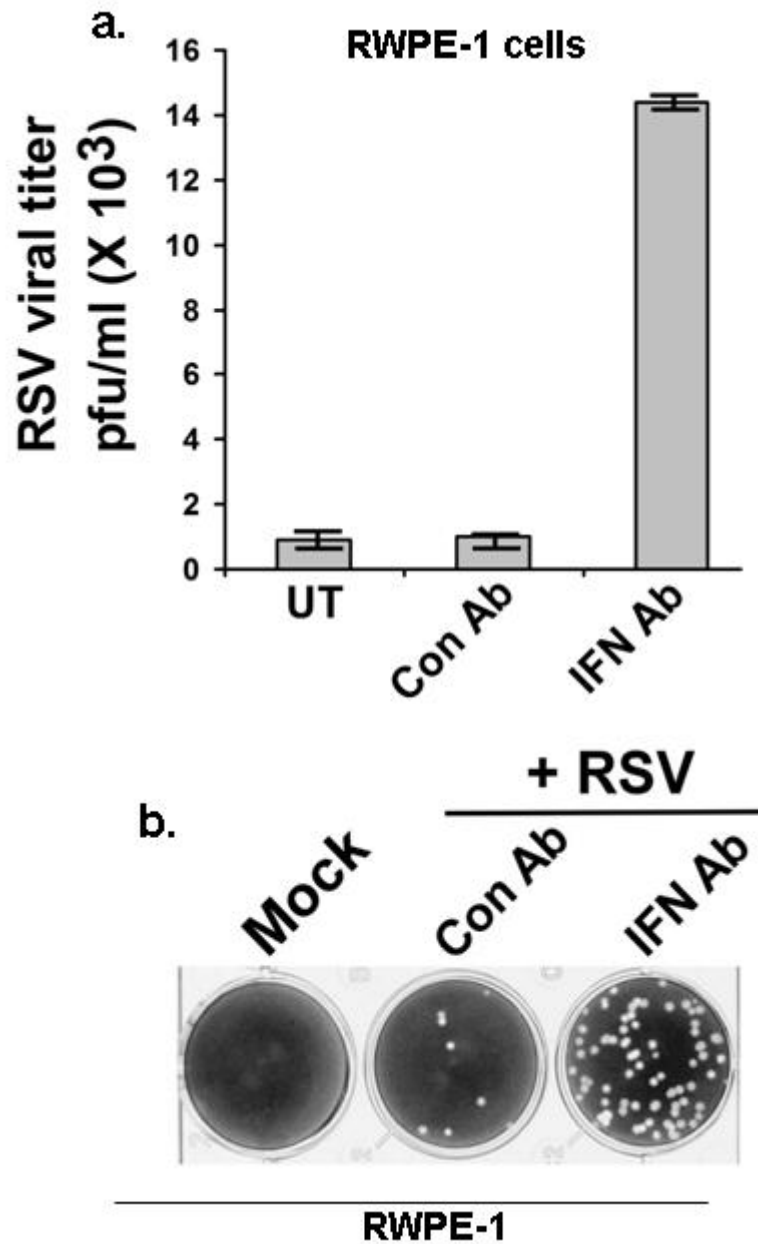 a.
RWPE-1 cells
RSV viral titer
pfu/ml (X 10³)
16
14
12
10
8
6
4
2
0
UT
Con Ab
IFN Ab
+ RSV
b.
Mock
Con Ab
IFN Ab
RWPE-1